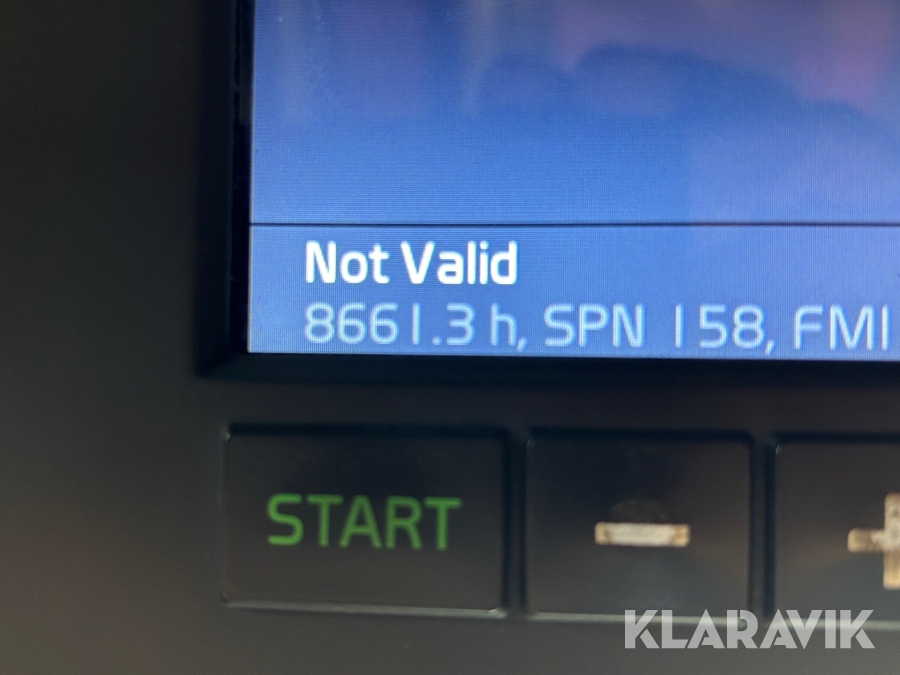 Not Valid
8661.3 h, SPN 158, FMI
START
KLARAVIK